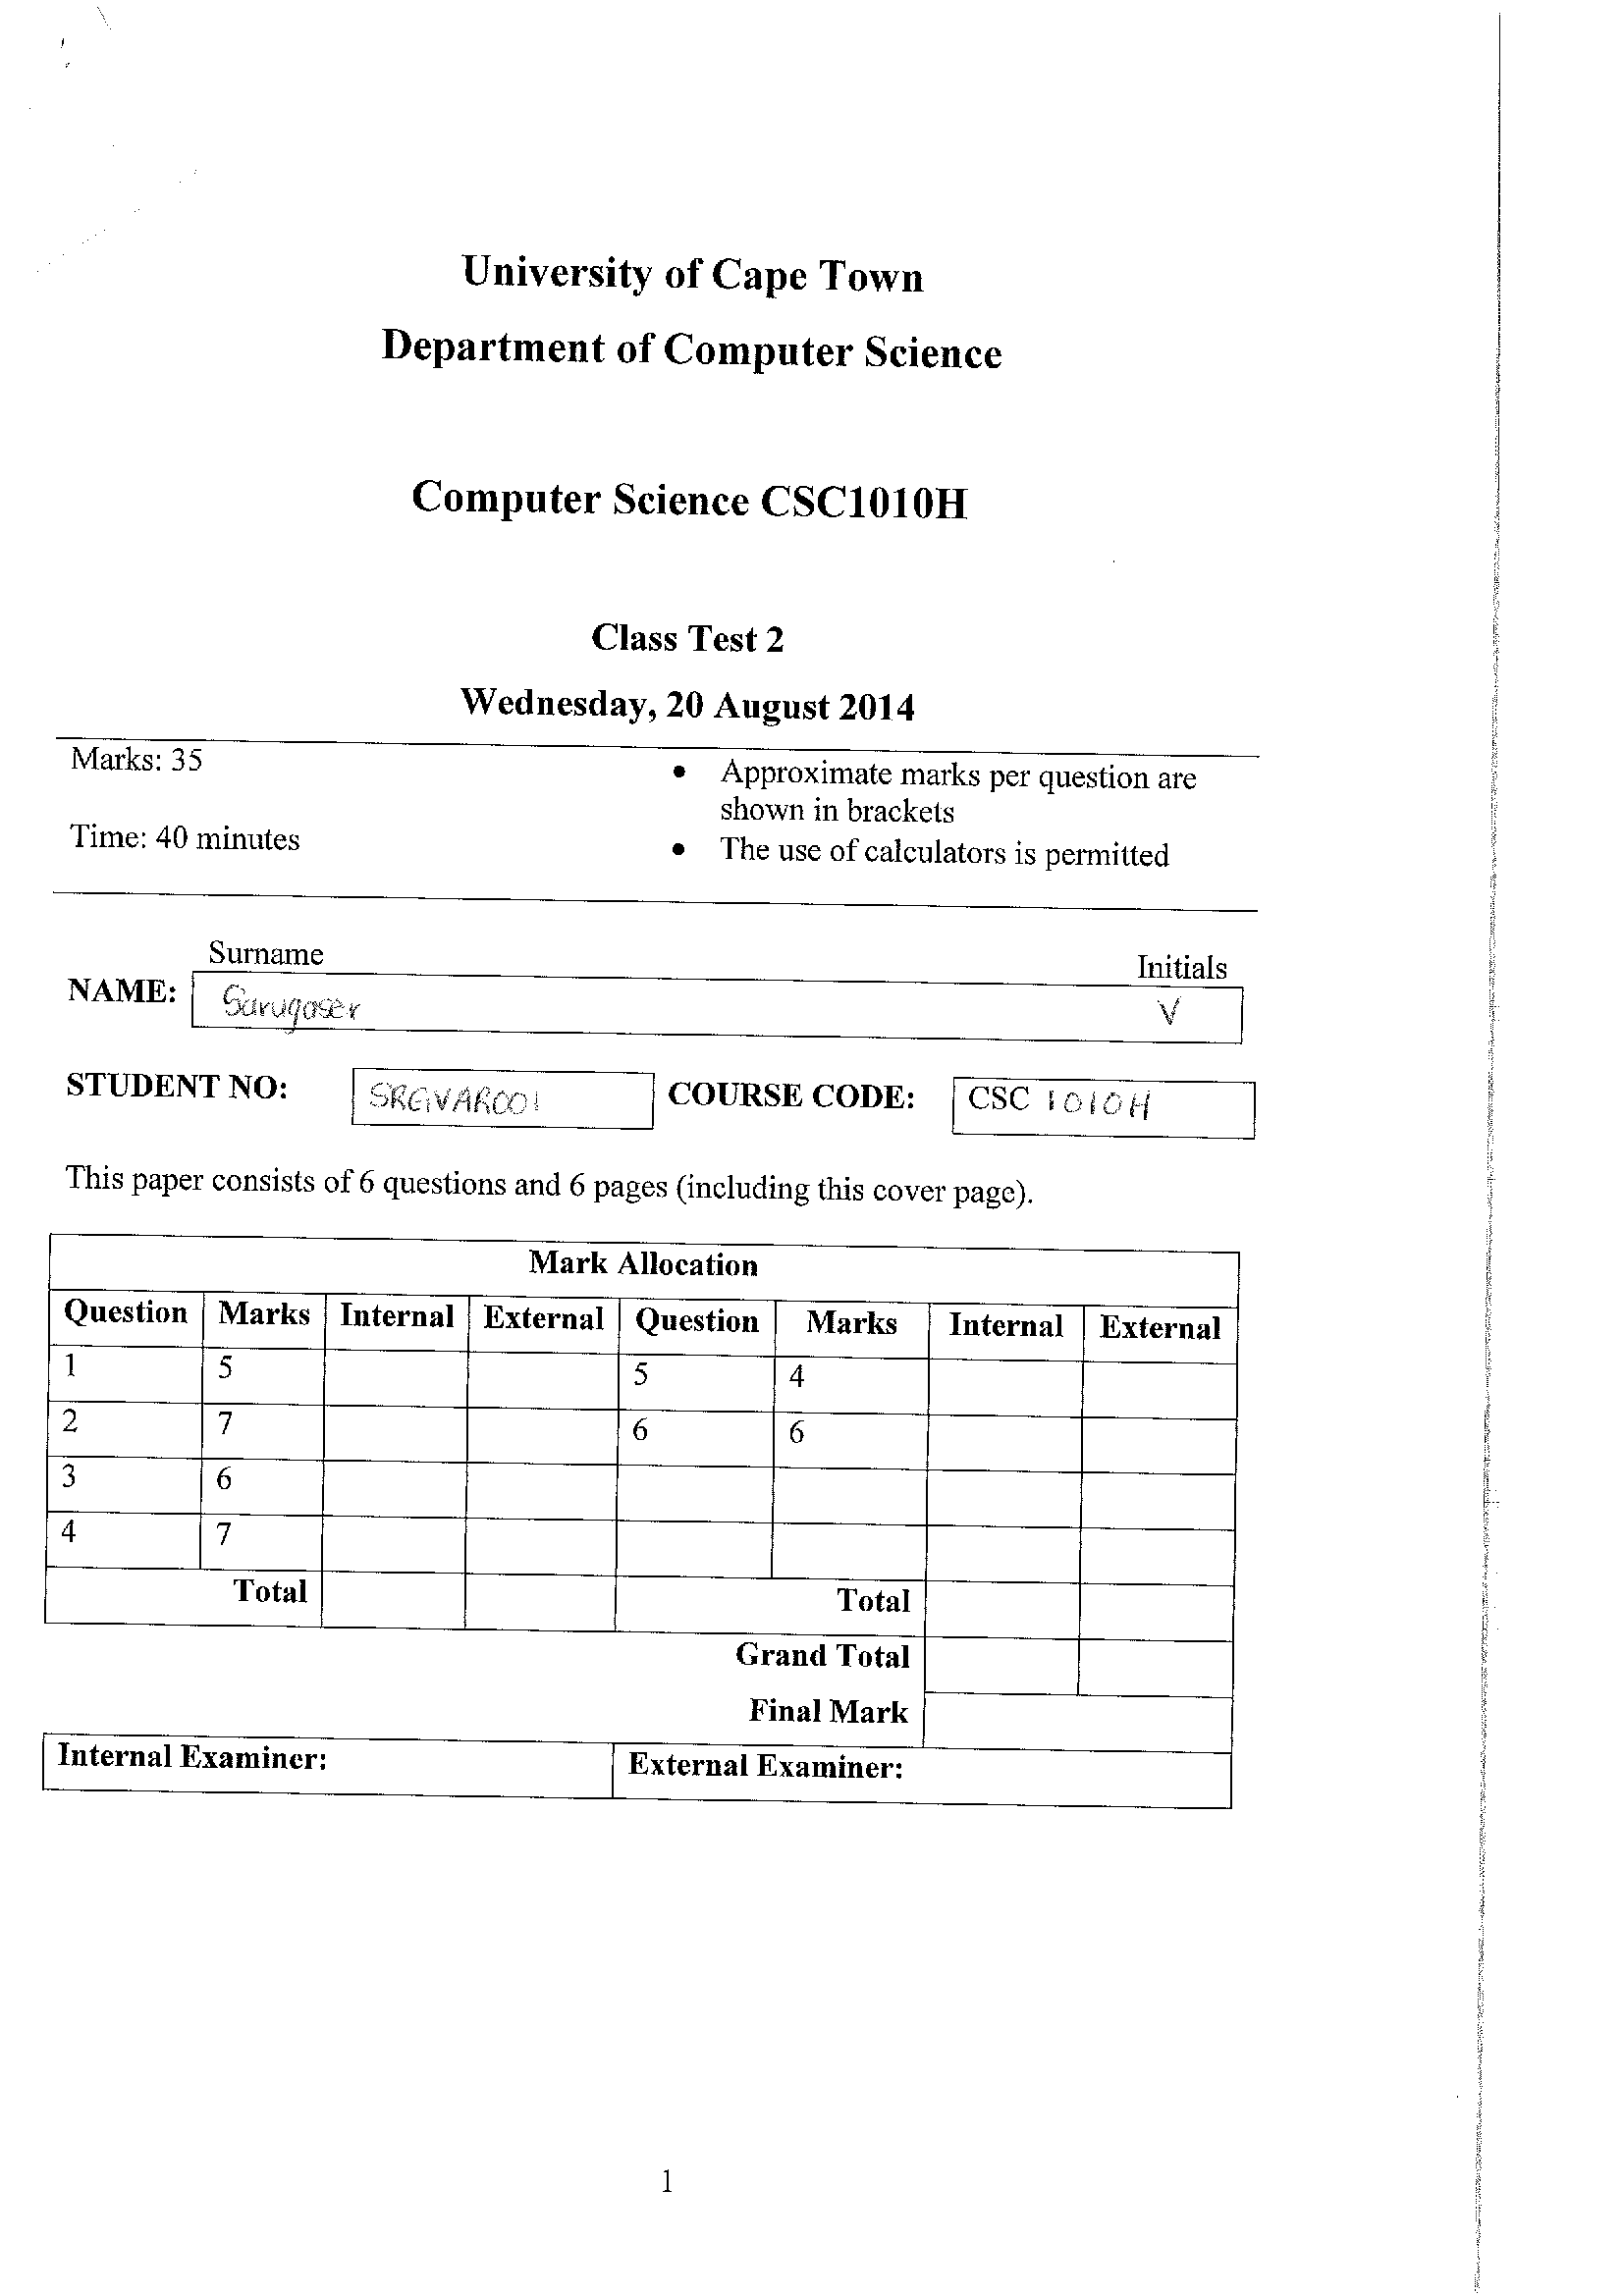 University of Cape Town
Department of Computer Science
Computer Science CSC1010H
Class Test 2
Wednesday, 20 August 2014
Marks: 35
Time: 40 minutes
• Approximate marks per question are
shown in brackets
• The use of calculators is permitted
Surname Initials
NAME: Sarugaser V
STUDENT NO: SRGVAR001 COURSE CODE: CSC 1010H
This paper consists of 6 questions and 6 pages (including this cover page).
Mark Allocation
Question Marks Internal External Question Marks Internal External
1 5 5 4
2 7 6 6
3 6
4 7
Total Total
Grand Total
Final Mark
Internal Examiner: External Examiner:
1